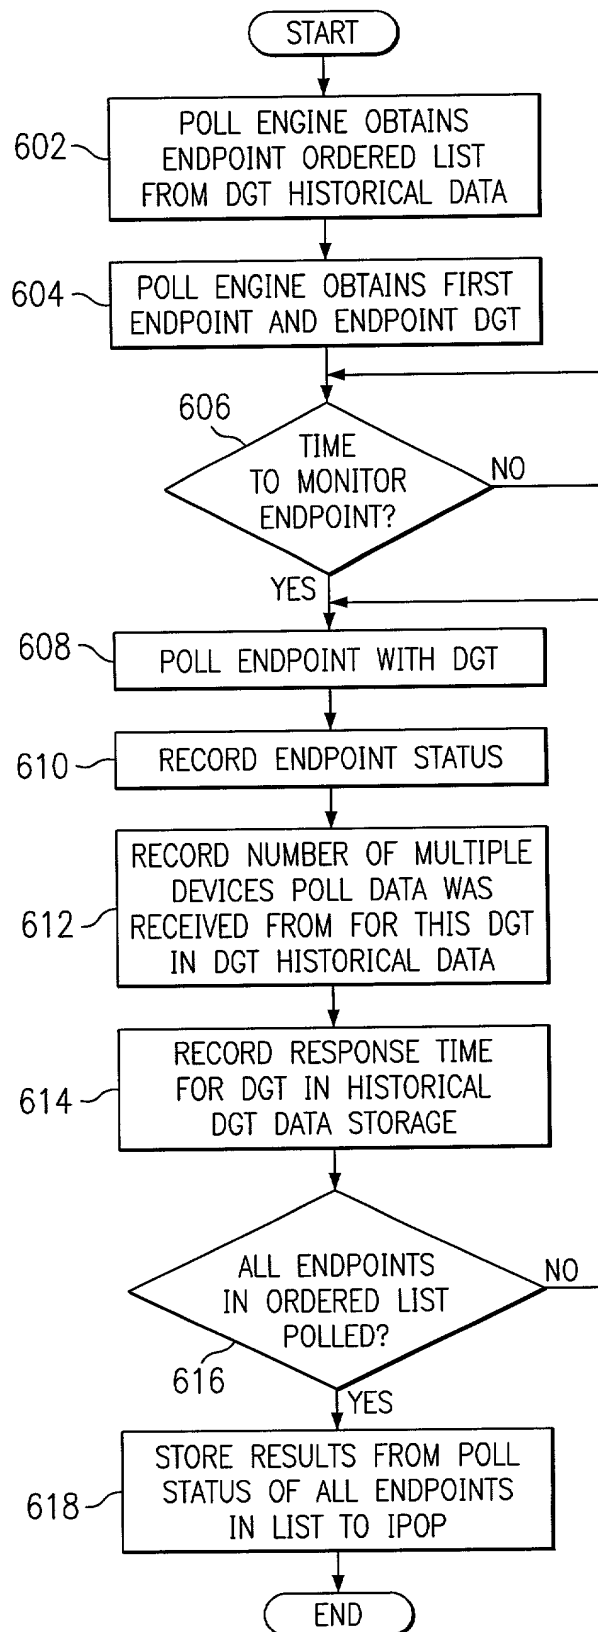 START
602
POLL ENGINE OBTAINS
ENDPOINT ORDERED LIST
FROM DGT HISTORICAL DATA
604
POLL ENGINE OBTAINS FIRST
ENDPOINT AND ENDPOINT DGT
606
TIME
TO MONITOR
ENDPOINT?
NO
YES
608
POLL ENDPOINT WITH DGT
610
RECORD ENDPOINT STATUS
612
RECORD NUMBER OF MULTIPLE
DEVICES POLL DATA WAS
RECEIVED FROM FOR THIS DGT
IN DGT HISTORICAL DATA
614
RECORD RESPONSE TIME
FOR DGT IN HISTORICAL
DGT DATA STORAGE
ALL ENDPOINTS
IN ORDERED LIST
POLLED?
NO
616
YES
618
STORE RESULTS FROM POLL
STATUS OF ALL ENDPOINTS
IN LIST TO IPOP
END